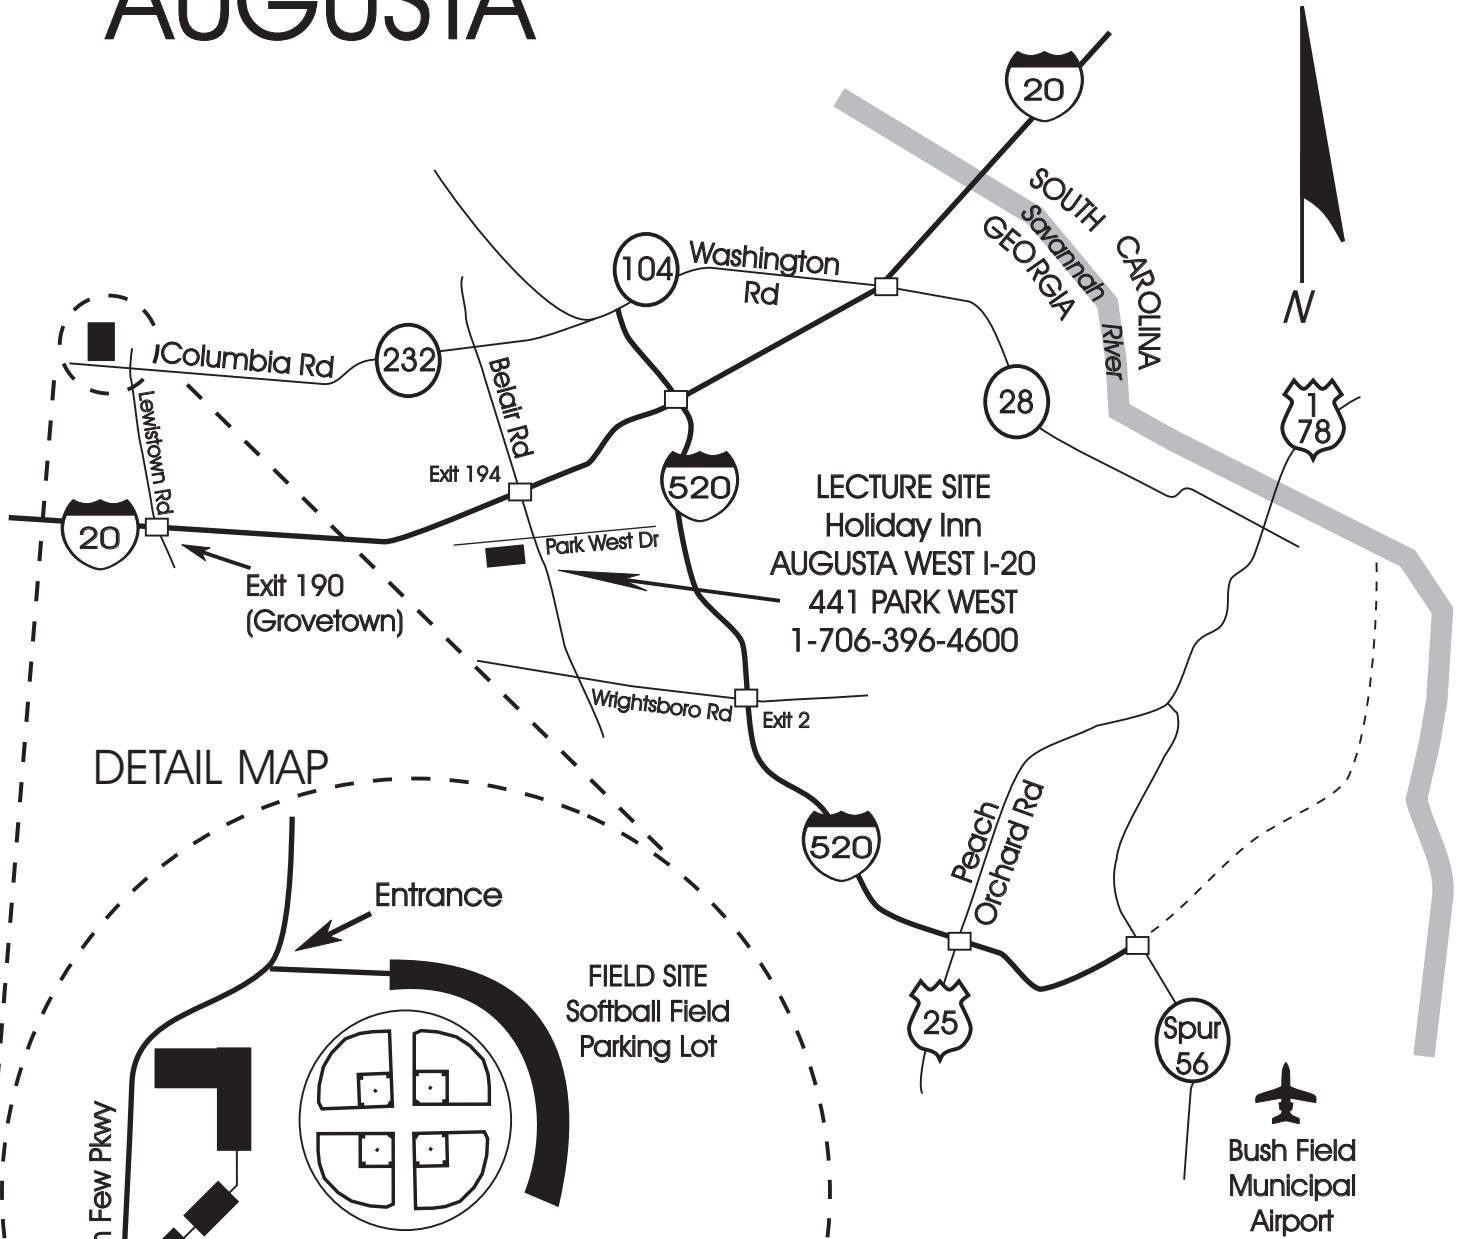 AUGUSTA
20
SOUTH CAROLINA
Savannah River
GEORGIA
N
104
Washington
Rd
232
Columbia Rd
Belair Rd
Lewistown Rd
28
1
78
Exit 194
520
20
Park West Dr
Exit 190
(Grovetown)
LECTURE SITE
Holiday Inn
AUGUSTA WEST I-20
441 PARK WEST
1-706-396-4600
Wrightsboro Rd
Exit 2
DETAIL MAP
520
Peach
Orchard Rd
Entrance
FIELD SITE
Softball Field
Parking Lot
25
Spur
56
n Few Pkwy
Bush Field
Municipal
Airport